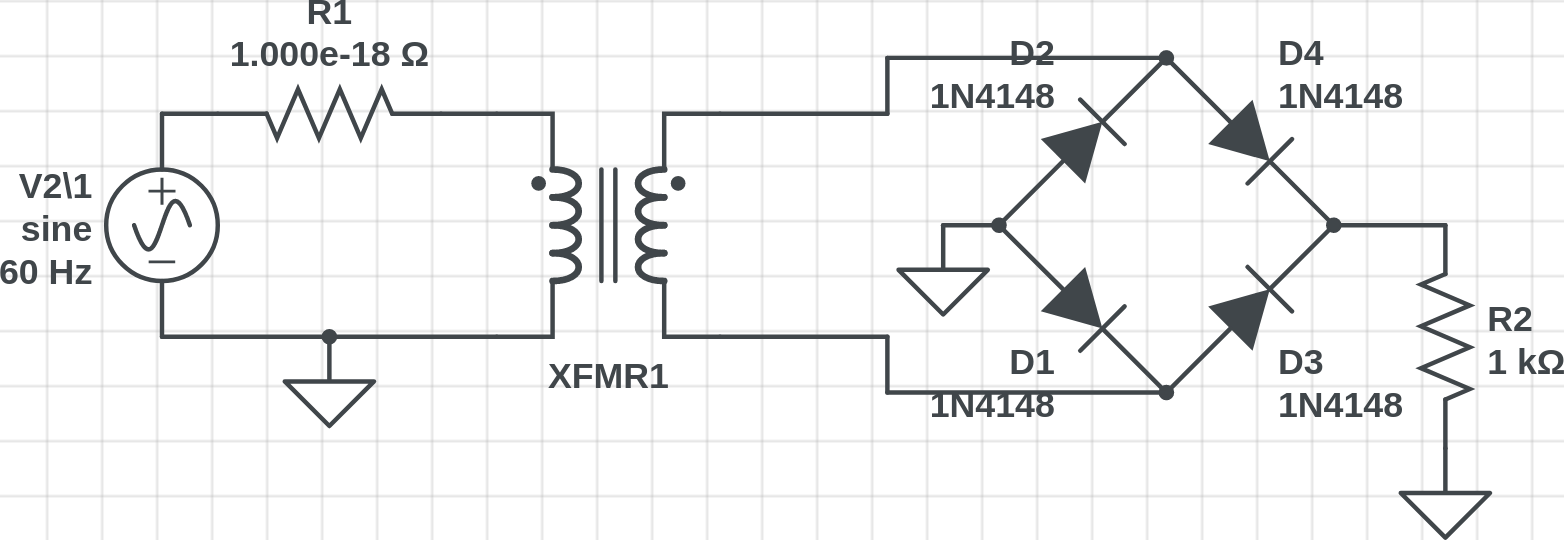 R1
1.000e-18 Ω
V2\1
sine
60 Hz
XFMR1
D2
1N4148
D4
1N4148
D1
1N4148
D3
1N4148
R2
1 kΩ